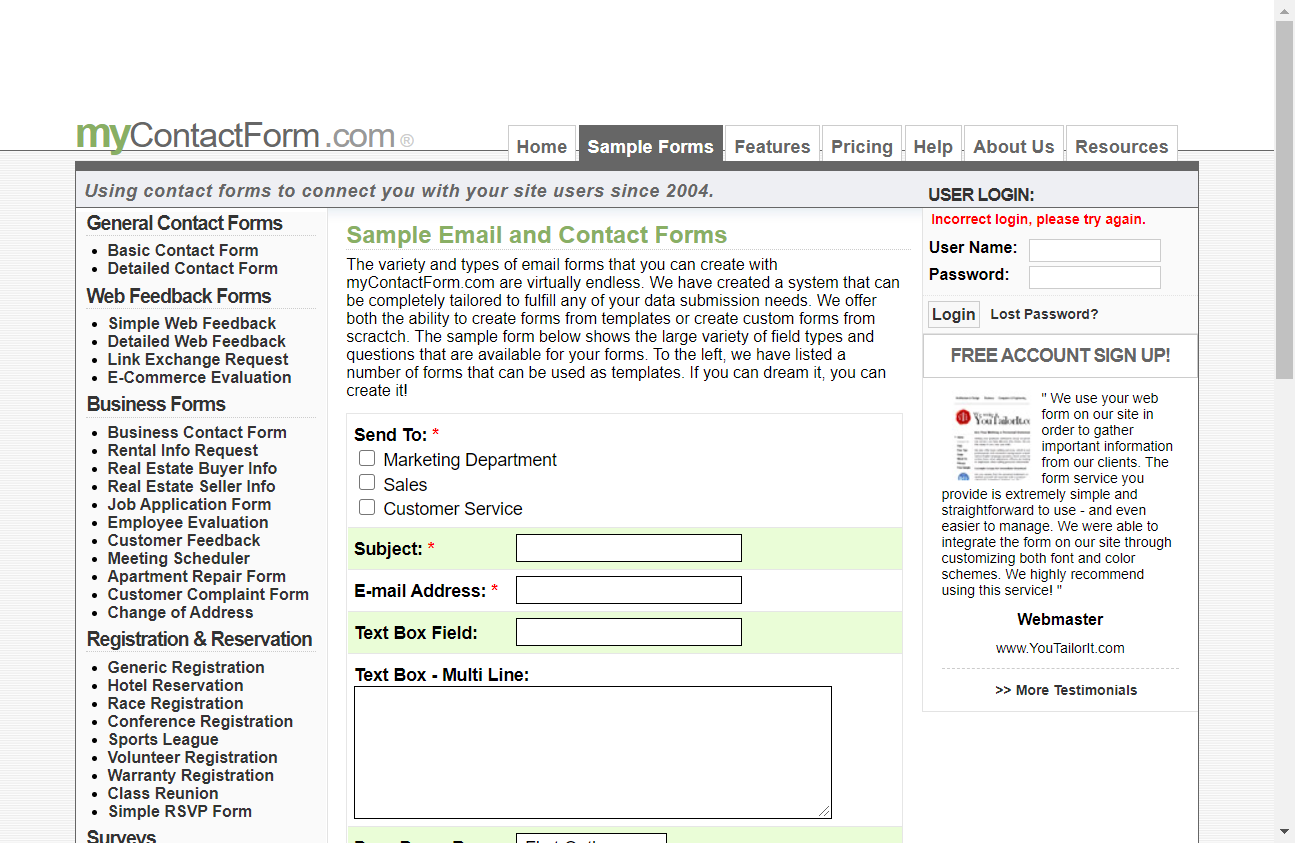 myContactForm.com ®
Home
Sample Forms
Features
Pricing
Help
About Us
Resources
Using contact forms to connect you with your site users since 2004.
General Contact Forms
Basic Contact Form
Detailed Contact Form
Web Feedback Forms
Simple Web Feedback
Detailed Web Feedback
Link Exchange Request
E-Commerce Evaluation
Business Forms
Business Contact Form
Rental Info Request
Real Estate Buyer Info
Real Estate Seller Info
Job Application Form
Employee Evaluation
Customer Feedback
Meeting Scheduler
Apartment Repair Form
Customer Complaint Form
Change of Address
Registration & Reservation
Generic Registration
Hotel Reservation
Race Registration
Conference Registration
Sports League
Volunteer Registration
Warranty Registration
Class Reunion
Simple RSVP Form
Surveys
Sample Email and Contact Forms
The variety and types of email forms that you can create with
myContactForm.com are virtually endless. We have created a system that can
be completely tailored to fulfill any of your data submission needs. We offer
both the ability to create forms from templates or create custom forms from
scractch. The sample form below shows the large variety of field types and
questions that are available for your forms. To the left, we have listed a
number of forms that can be used as templates. If you can dream it, you can
create it!
Send To: *
Marketing Department
Sales
Customer Service
Subject: *
E-mail Address: *
Text Box Field:
Text Box - Multi Line:
USER LOGIN:
Incorrect login, please try again.
User Name:
Password:
Login
Lost Password?
FREE ACCOUNT SIGN UP!
YouTailorIt.co
" We use your web
form on our site in
order to gather
important information
from our clients. The
form service you
provide is extremely simple and
straightforward to use - and even
easier to manage. We were able to
integrate the form on our site through
customizing both font and color
schemes. We highly recommend
using this service! "
Webmaster
www.YouTailorIt.com
>> More Testimonials